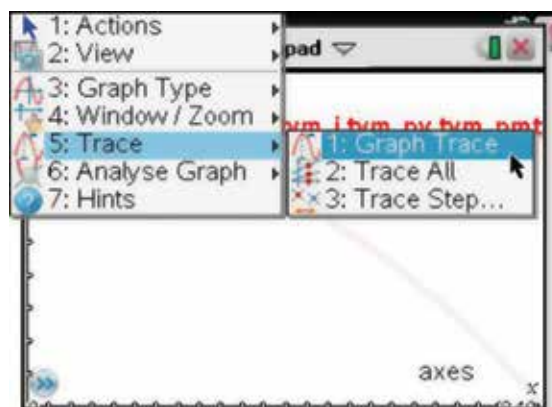 1: Actions
2: View
pad
3: Graph Type
4: Window / Zoom
5: Trace
6: Analyse Graph
7: Hints
1: Graph Trace
2: Trace All
3: Trace Step...
axes
x